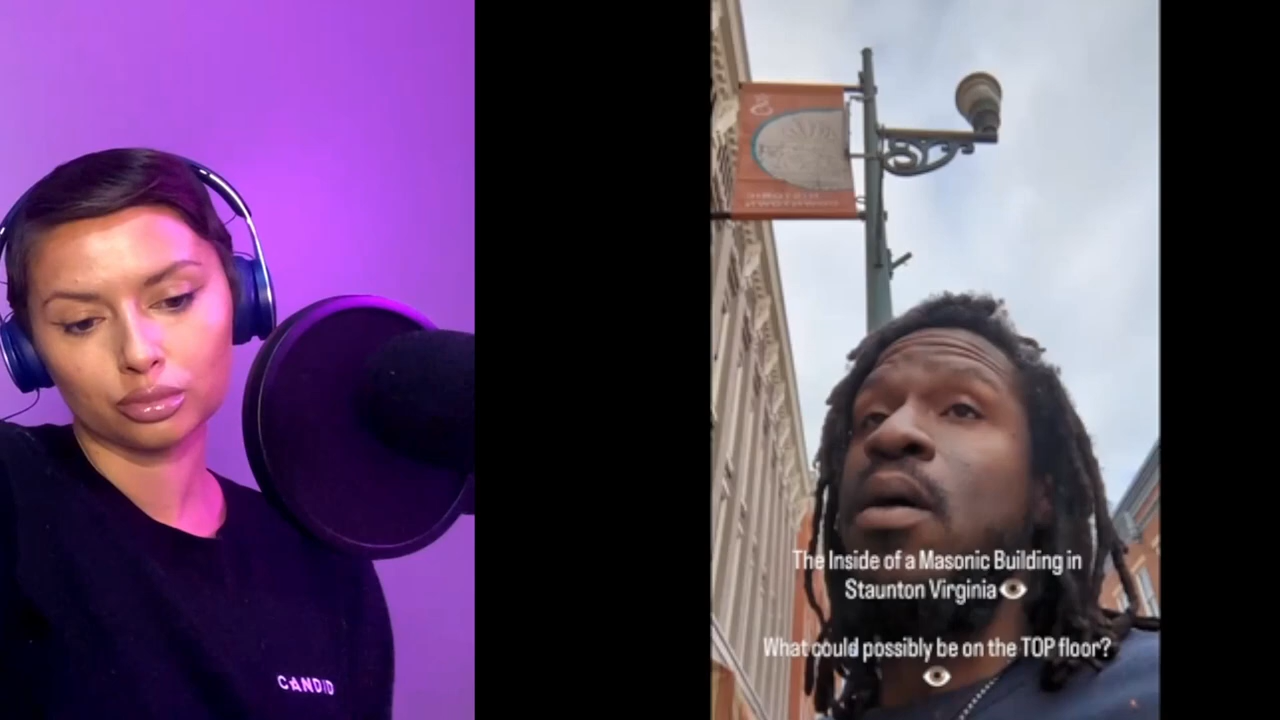 CANDID
The Inside of a Masonic Building in
Staunton Virginia👁
What could possibly be on the TOP floor?
👁